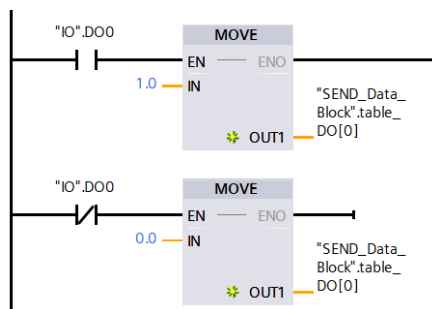 "IO".DO0
MOVE
EN ENO
1.0 IN
OUT1
"SEND_Data_
Block".table_
DO[0]
"IO".DO0
MOVE
EN ENO
0.0 IN
OUT1
"SEND_Data_
Block".table_
DO[0]